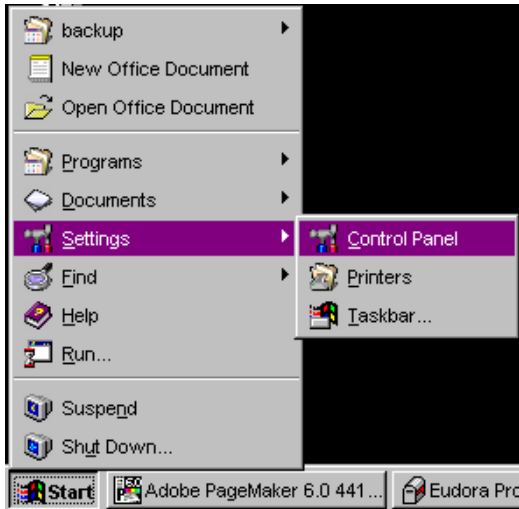 backup
New Office Document
Open Office Document
Programs
Documents
Settings
Control Panel
Find
Printers
Help
Taskbar...
Run...
Suspend
Shut Down...
Start
Adobe PageMaker 6.0 441...
Eudora Pro